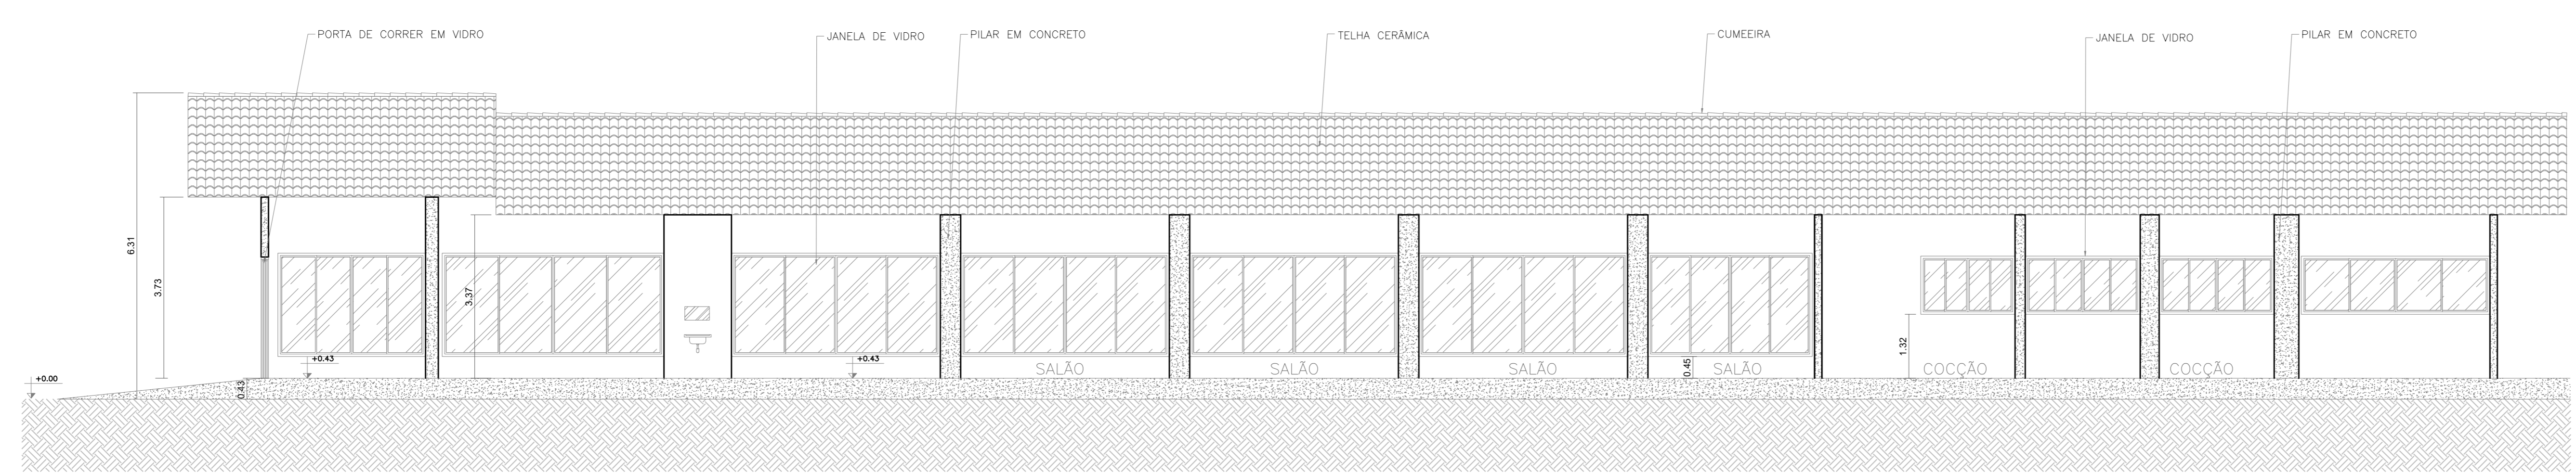 PORTA DE CORRER EM VIDRO
JANELA DE VIDRO
PILAR EM CONCRETO
TELHA CERÂMICA
CUMEEIRA
JANELA DE VIDRO
PILAR EM CONCRETO
6.31
3.73
3.37
+0.00
0.43
+0.43
+0.43
SALÃO
SALÃO
SALÃO
0.45
SALÃO
1.32
COCÇÃO
COCÇÃO